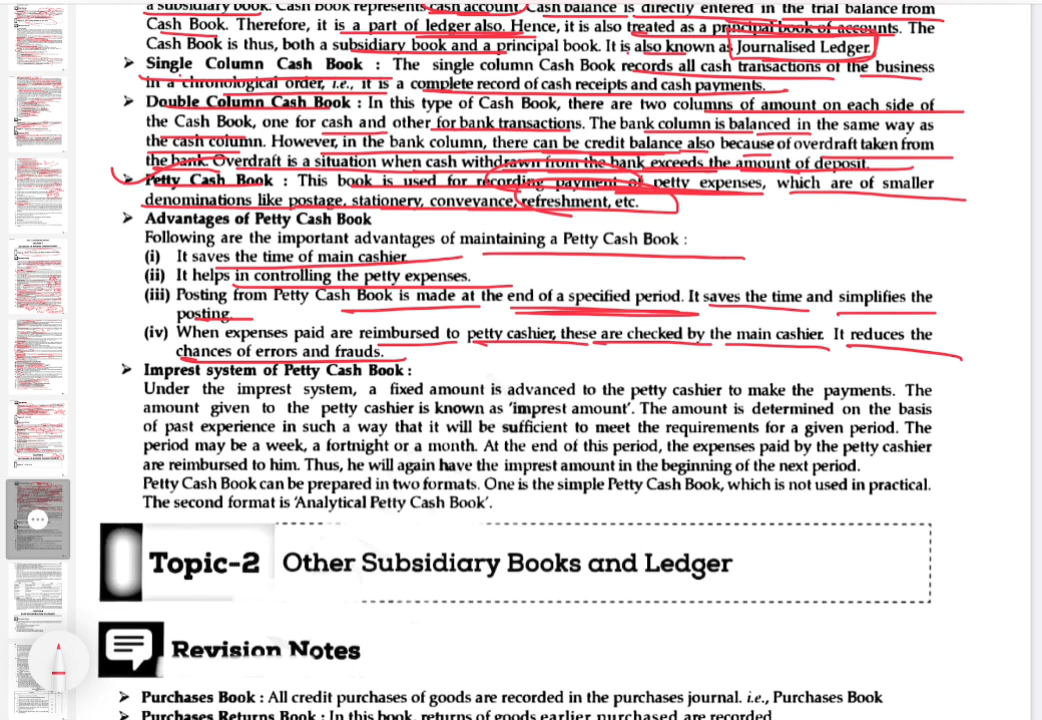 a subsidiary book. Cash book represents cash account. Cash balance is directly entered in the trial balance from
Cash Book. Therefore, it is a part of ledger also. Hence, it is also treated as a principal book of accounts. The
Cash Book is thus, both a subsidiary book and a principal book. It is also known as Journalised Ledger.
➤ Single Column Cash Book : The single column Cash Book records all cash transactions of the business
in a chronological order, i.e., it is a complete record of cash receipts and cash payments.
➤ Double Column Cash Book : In this type of Cash Book, there are two columns of amount on each side of
the Cash Book, one for cash and other for bank transactions. The bank column is balanced in the same way as
the cash column. However, in the bank column, there can be credit balance also because of overdraft taken from
the bank. Overdraft is a situation when cash withdrawn from the bank exceeds the amount of deposit.
➤ Petty Cash Book : This book is used for recording payment of petty expenses, which are of smaller
denominations like postage, stationery, conveyance, refreshment, etc.
➤ Advantages of Petty Cash Book
Following are the important advantages of maintaining a Petty Cash Book :
(i) It saves the time of main cashier
(ii) It helps in controlling the petty expenses.
(iii) Posting from Petty Cash Book is made at the end of a specified period. It saves the time and simplifies the
posting.
(iv) When expenses paid are reimbursed to petty cashier, these are checked by the main cashier. It reduces the
chances of errors and frauds.
➤ Imprest system of Petty Cash Book :
Under the imprest system, a fixed amount is advanced to the petty cashier to make the payments. The
amount given to the petty cashier is known as 'imprest amount'. The amount is determined on the basis
of past experience in such a way that it will be sufficient to meet the requirements for a given period. The
period may be a week, a fortnight or a month. At the end of this period, the expenses paid by the petty cashier
are reimbursed to him. Thus, he will again have the imprest amount in the beginning of the next period.
Petty Cash Book can be prepared in two formats. One is the simple Petty Cash Book, which is not used in practical.
The second format is 'Analytical Petty Cash Book'.
Topic-2 Other Subsidiary Books and Ledger
Revision Notes
➤ Purchases Book : All credit purchases of goods are recorded in the purchases journal. i.e., Purchases Book
➤ Purchases Returns Book : In this book, returns of goods earlier purchased are recorded